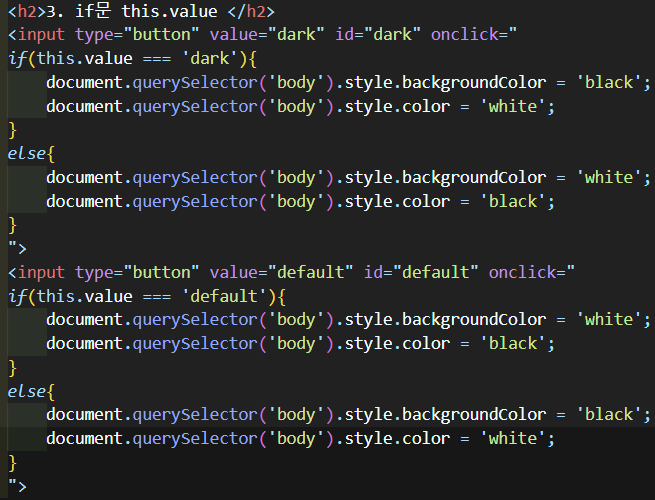 <h2>3. if문 this.value </h2>
<input type="button" value="dark" id="dark" onclick="
if(this.value === 'dark'){
    document.querySelector('body').style.backgroundColor = 'black';
    document.querySelector('body').style.color = 'white';
}
else{
    document.querySelector('body').style.backgroundColor = 'white';
    document.querySelector('body').style.color = 'black';
}
">
<input type="button" value="default" id="default" onclick="
if(this.value === 'default'){
    document.querySelector('body').style.backgroundColor = 'white';
    document.querySelector('body').style.color = 'black';
}
else{
    document.querySelector('body').style.backgroundColor = 'black';
    document.querySelector('body').style.color = 'white';
}
">